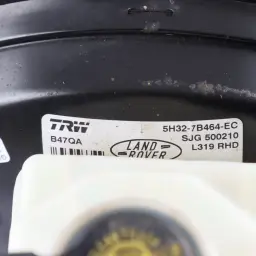 TRW
B47QA
LAND
ROVER
5H32-7B464-EC
SJG 500210
L319 RHD